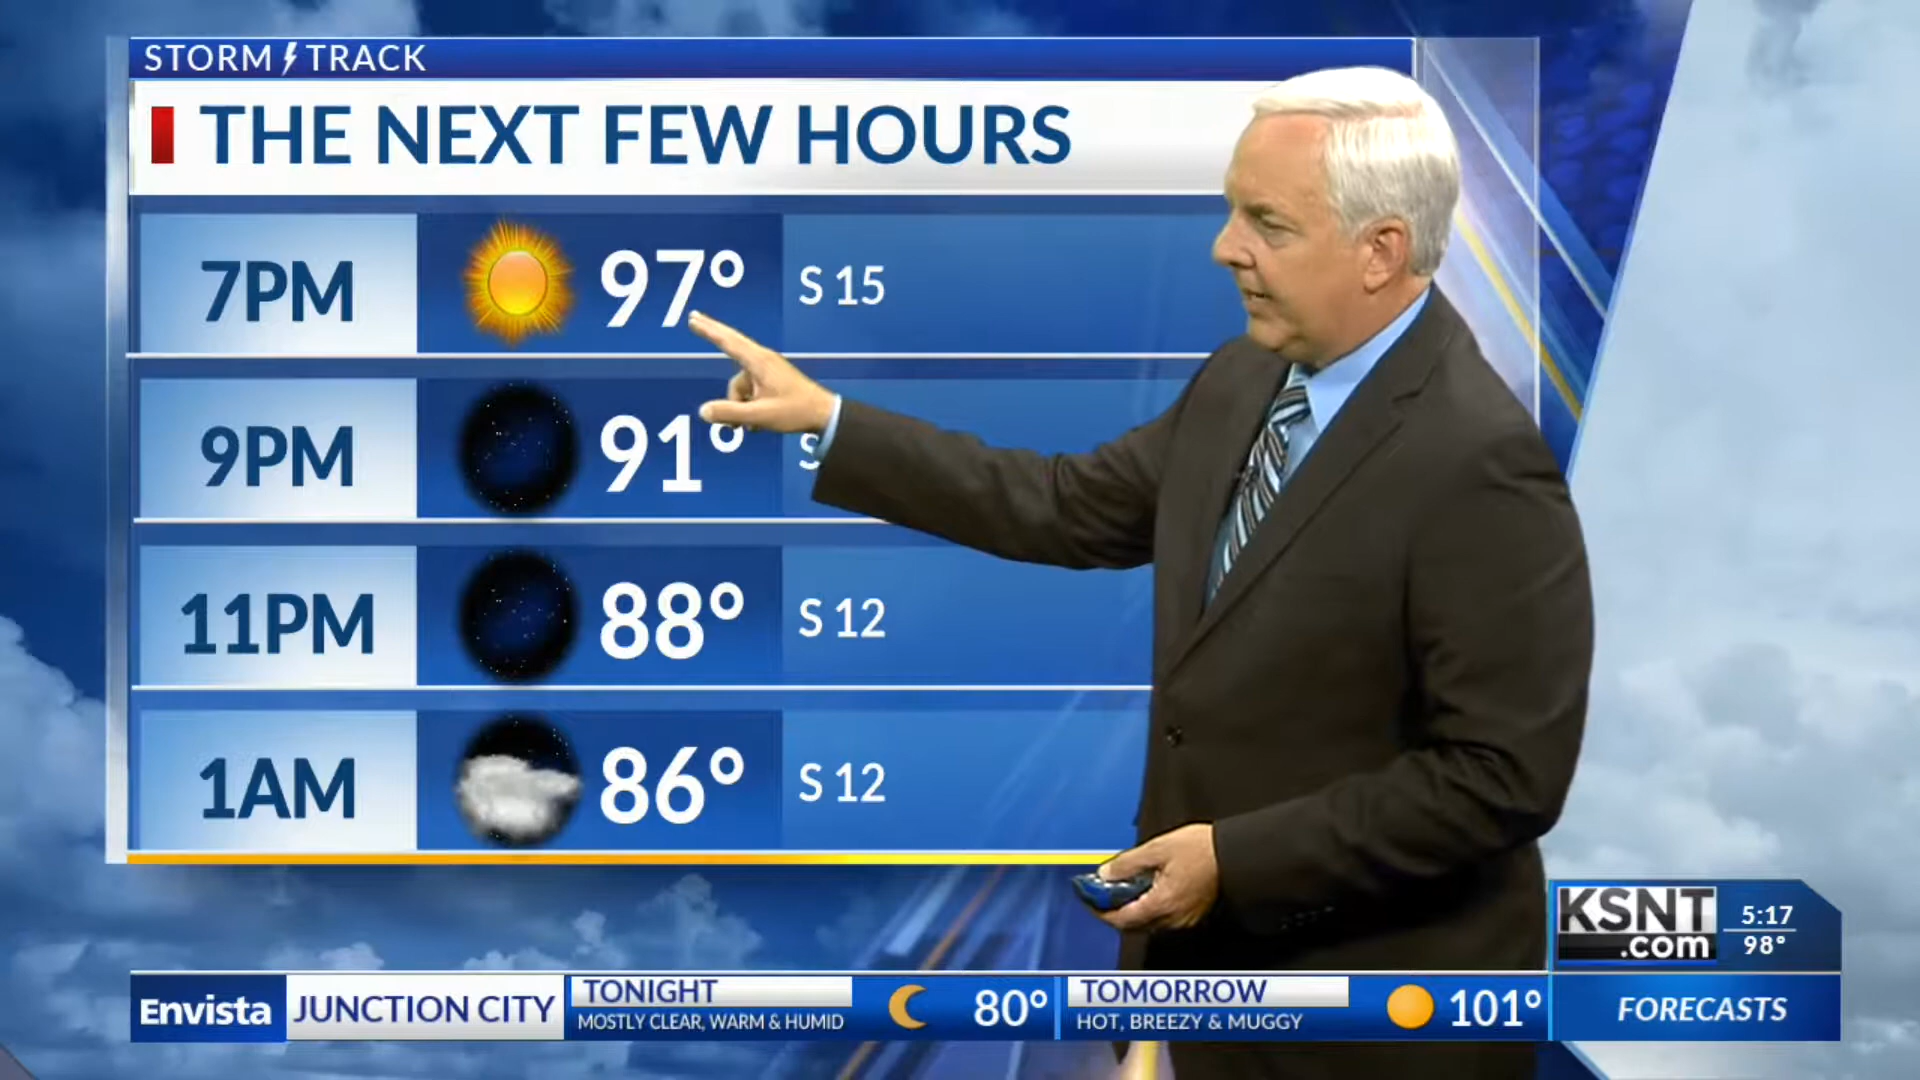 STORM TRACK
THE NEXT FEW HOURS
7PM 97° S 15
9PM 91° S
11PM 88° S 12
1AM 86° S 12
KSNT
.com
5:17
98°
Envista JUNCTION CITY
TONIGHT
MOSTLY CLEAR, WARM & HUMID
80°
TOMORROW
HOT, BREEZY & MUGGY
101°
FORECASTS